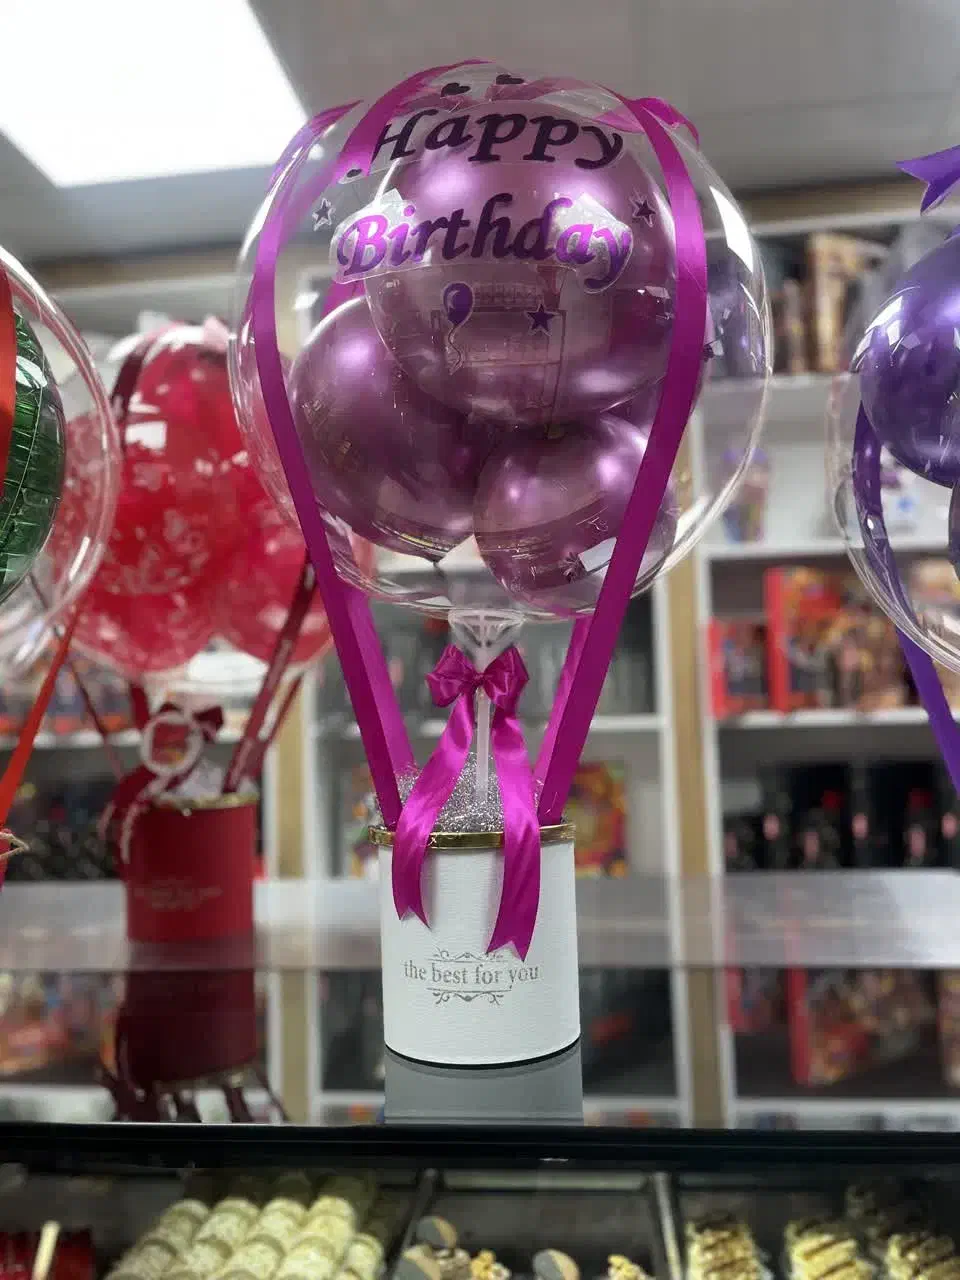 Happy
Birthday
the best for you